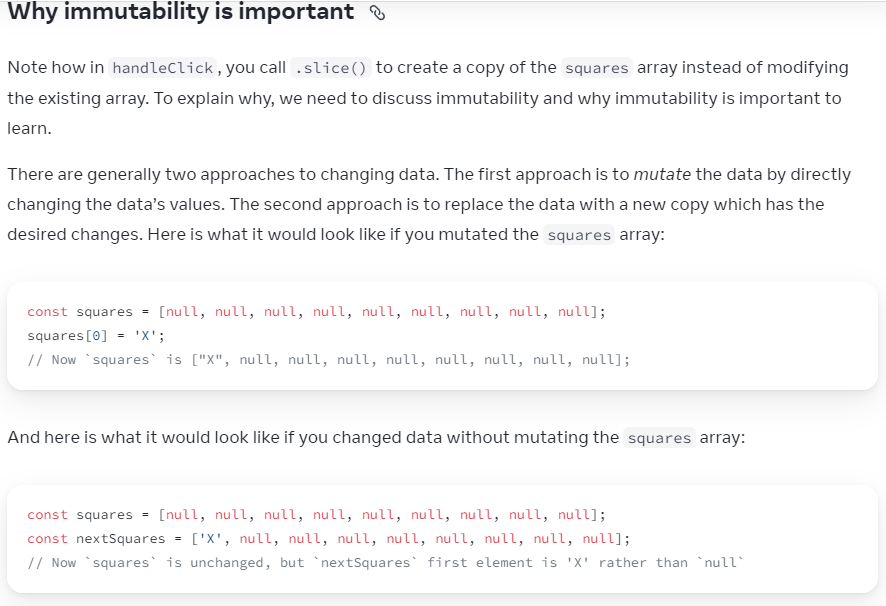 Why immutability is important
Note how in handleClick, you call .slice() to create a copy of the squares array instead of modifying
the existing array. To explain why, we need to discuss immutability and why immutability is important to
learn.
There are generally two approaches to changing data. The first approach is to mutate the data by directly
changing the data’s values. The second approach is to replace the data with a new copy which has the
desired changes. Here is what it would look like if you mutated the squares array:
const squares = [null, null, null, null, null, null, null, null, null];
squares[0] = 'X';
// Now `squares` is ["X", null, null, null, null, null, null, null, null];
And here is what it would look like if you changed data without mutating the squares array:
const squares = [null, null, null, null, null, null, null, null, null];
const nextSquares = ['X', null, null, null, null, null, null, null, null];
// Now `squares` is unchanged, but `nextSquares` first element is 'X' rather than `null`